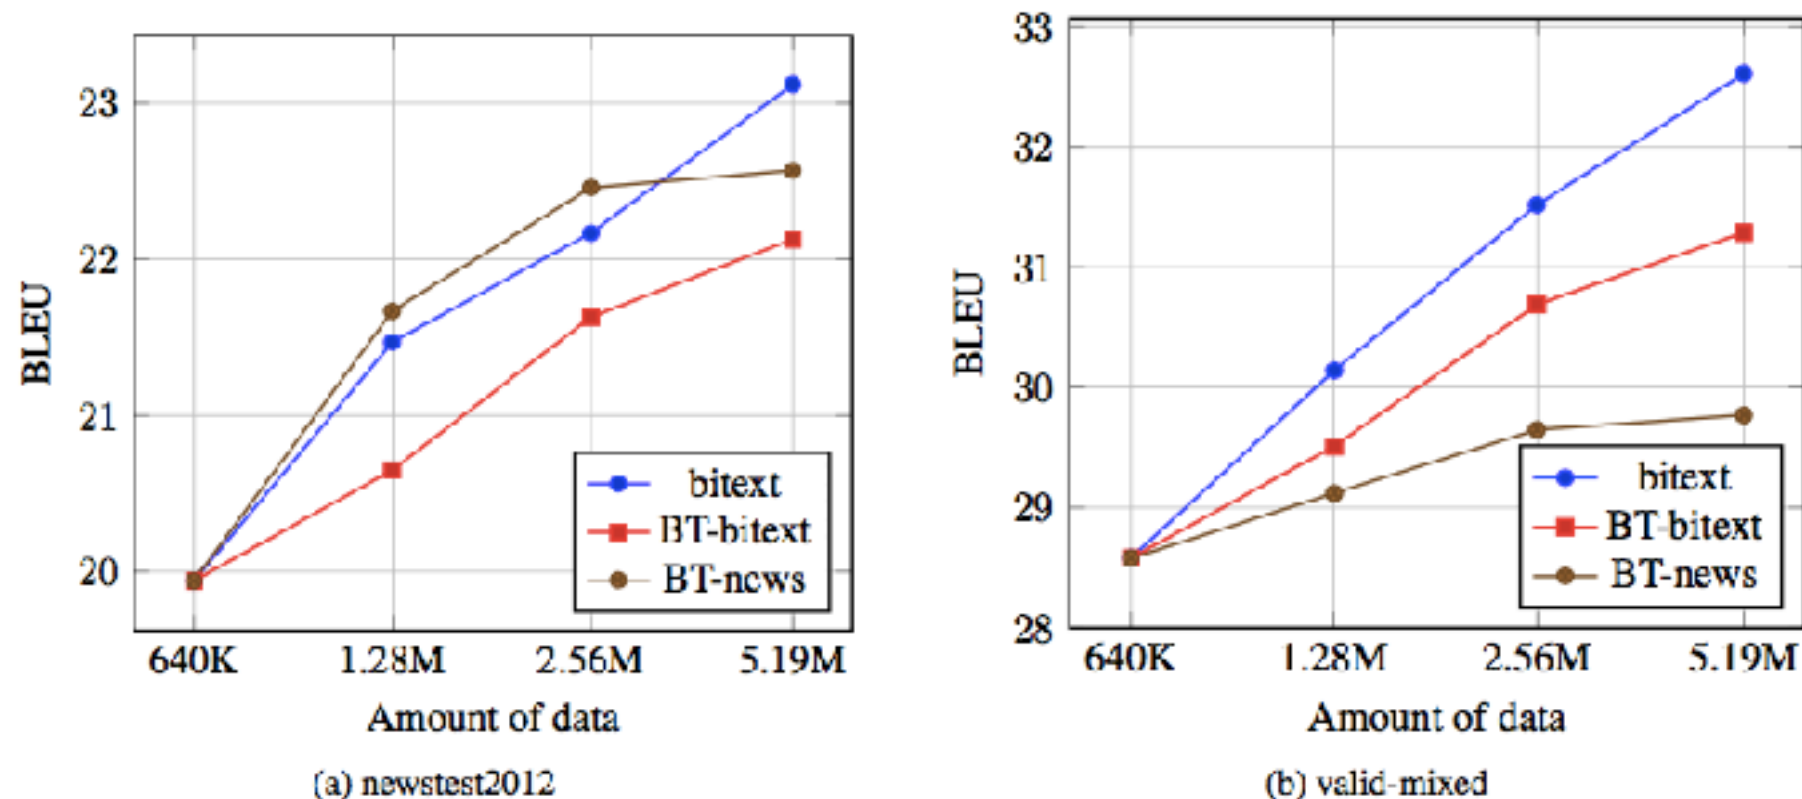 BLEU
23
22
21
20
640K 1.28M 2.56M 5.19M
Amount of data
bitext
BT-bitext
BT-news
(a) newstest2012
BLEU
33
32
31
30
29
28
640K 1.28M 2.56M 5.19M
Amount of data
bitext
BT-bitext
BT-news
(b) valid-mixed